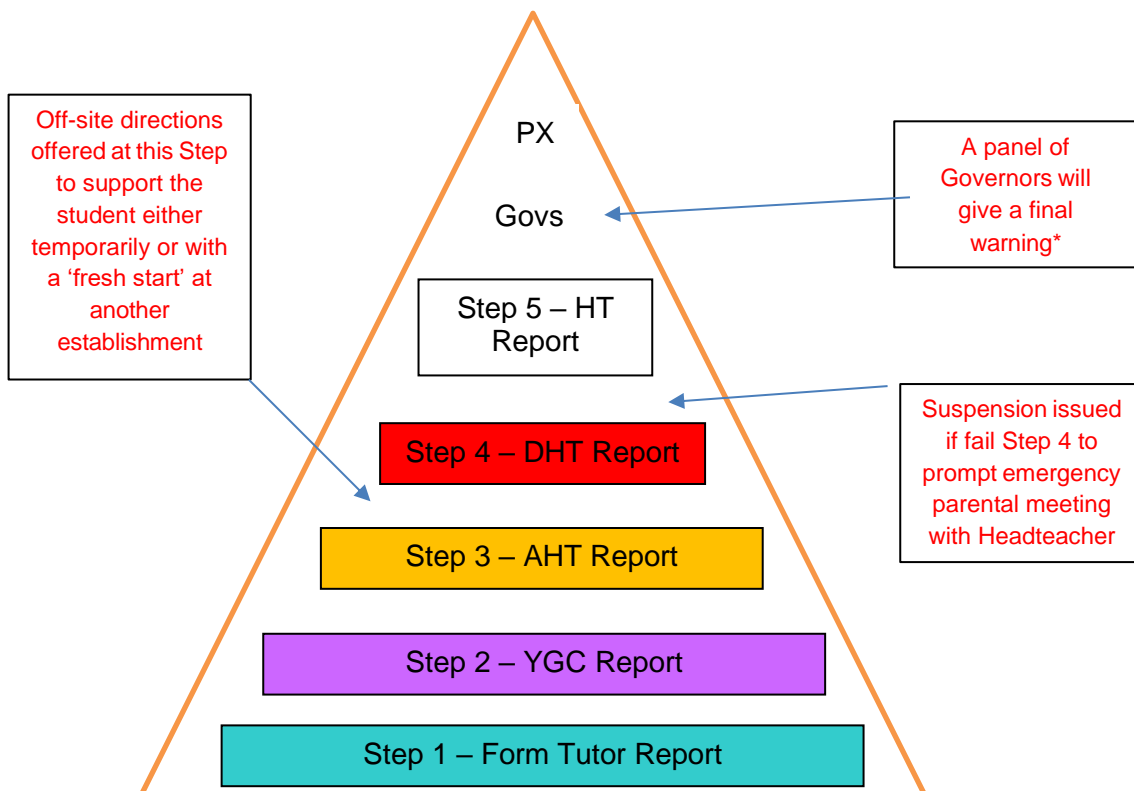 PX
Off-site directions
offered at this Step
to support the
student either
temporarily or with
a ‘fresh start’ at
another
establishment
A panel of
Governors will
give a final
warning*
Govs
Step 5 – HT
Report
Suspension issued
if fail Step 4 to
prompt emergency
parental meeting
with Headteacher
Step 4 – DHT Report
Step 3 – AHT Report
Step 2 – YGC Report
Step 1 – Form Tutor Report